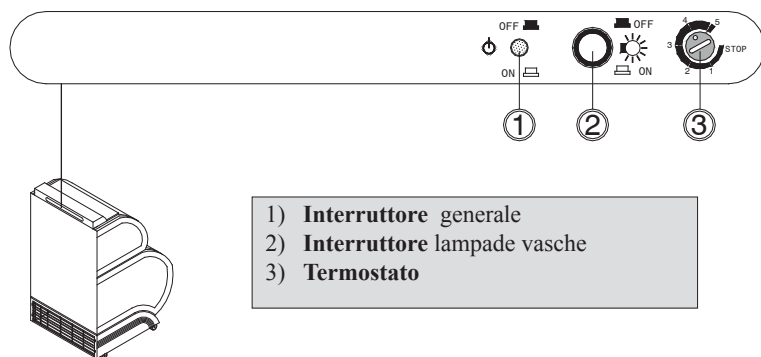 OFF OFF
4 5
3 STOP
ON ON 2 1
1 2 3
1) Interruttore generale
2) Interruttore lampade vasche
3) Termostato